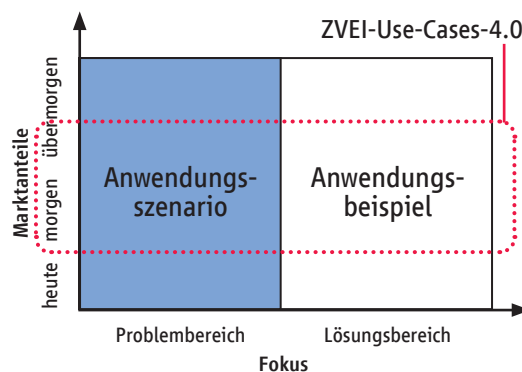 ZVEI-Use-Cases-4.0
Marktanteile
übermorgen
morgen
heute
Anwendungs-
szenario
Anwendungs-
beispiel
Problembereich
Lösungsbereich
Fokus